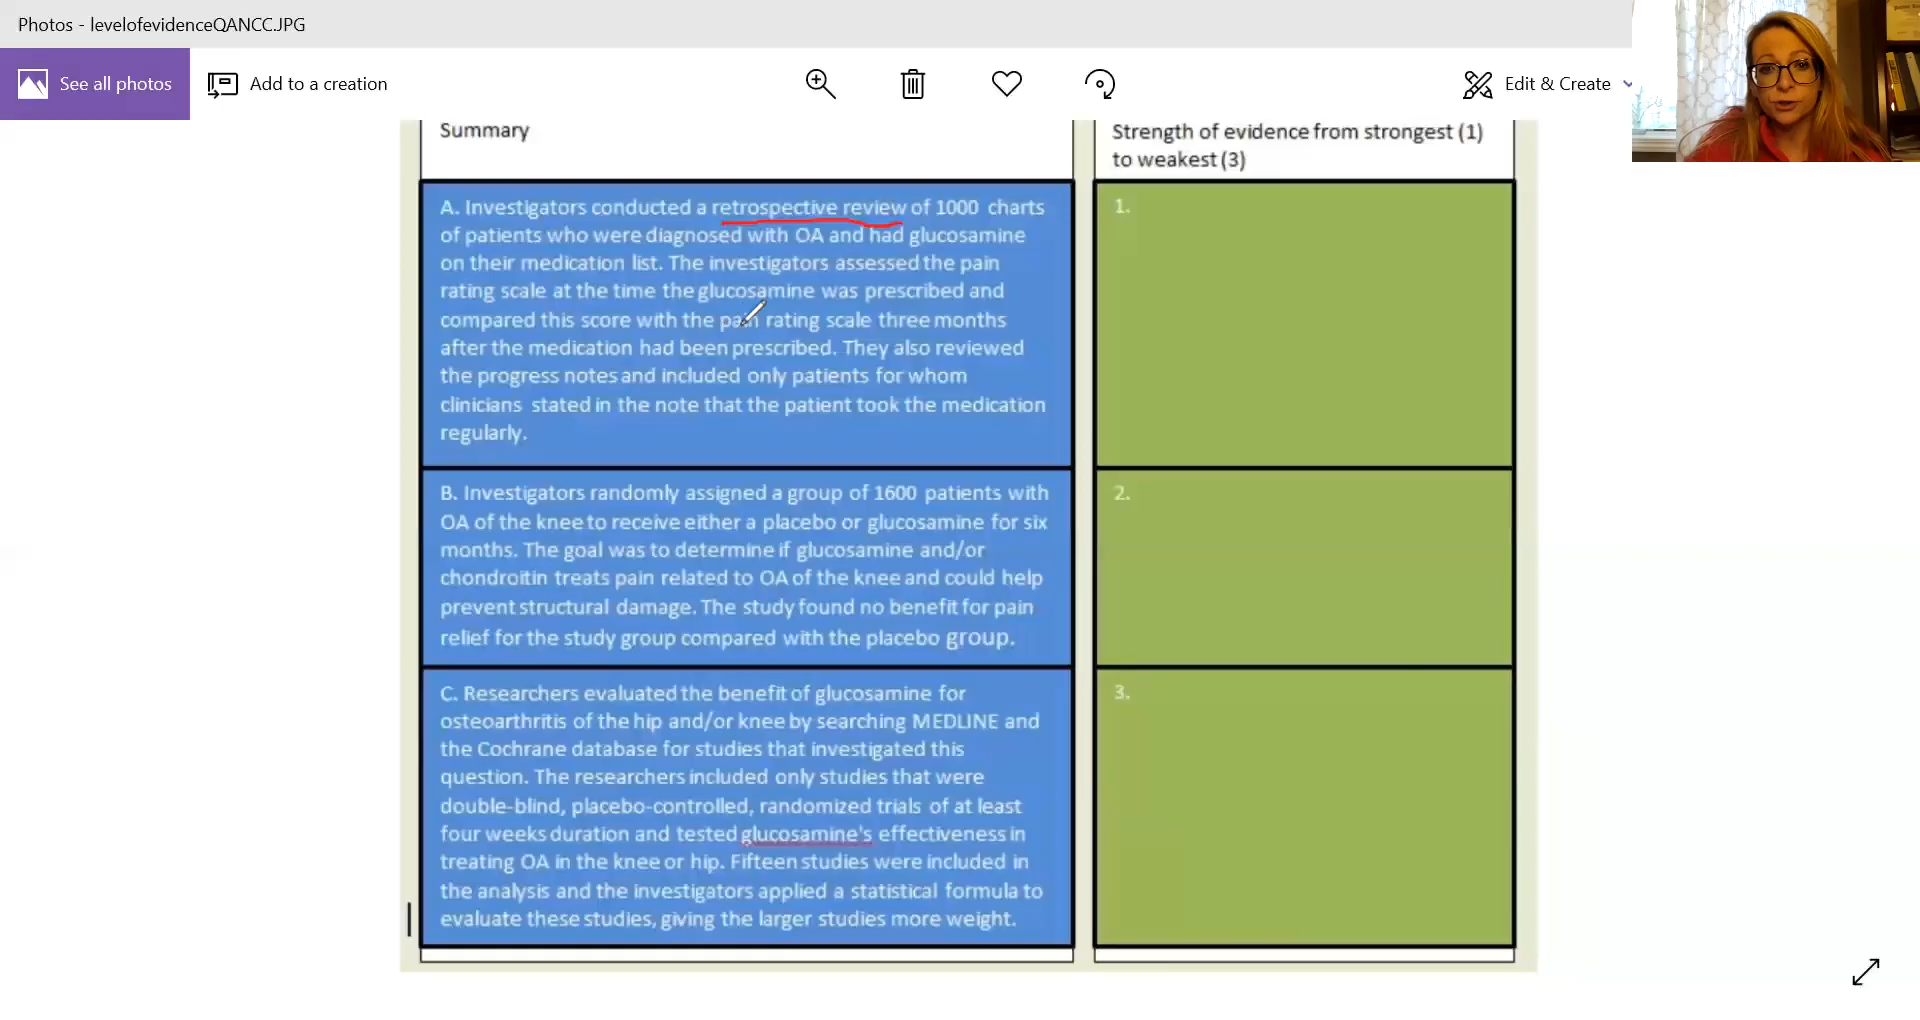 Photos - levelofevidenceQANCC.JPG
See all photos
Add to a creation
Edit & Create
Summary
Strength of evidence from strongest (1)
to weakest (3)
A. Investigators conducted a retrospective review of 1000 charts
of patients who were diagnosed with OA and had glucosamine
on their medication list. The investigators assessed the pain
rating scale at the time the glucosamine was prescribed and
compared this score with the pain rating scale three months
after the medication had been prescribed. They also reviewed
the progress notes and included only patients for whom
clinicians stated in the note that the patient took the medication
regularly.
1.
B. Investigators randomly assigned a group of 1600 patients with
OA of the knee to receive either a placebo or glucosamine for six
months. The goal was to determine if glucosamine and/or
chondroitin treats pain related to OA of the knee and could help
prevent structural damage. The study found no benefit for pain
relief for the study group compared with the placebo group.
2.
C. Researchers evaluated the benefit of glucosamine for
osteoarthritis of the hip and/or knee by searching MEDLINE and
the Cochrane database for studies that investigated this
question. The researchers included only studies that were
double-blind, placebo-controlled, randomized trials of at least
four weeks duration and tested glucosamine's effectiveness in
treating OA in the knee or hip. Fifteen studies were included in
the analysis and the investigators applied a statistical formula to
evaluate these studies, giving the larger studies more weight.
3.